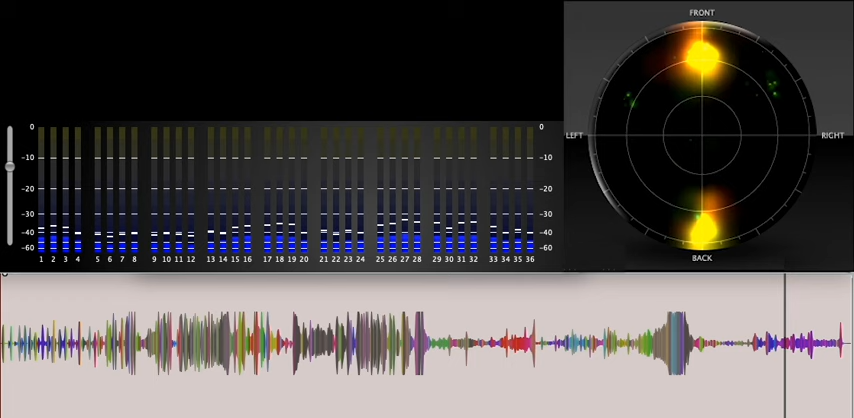 FRONT
LEFT
RIGHT
BACK
0 0
-10 -10
-20 -20
-30 -30
-40 -40
-60 -60
1 2 3 4 5 6 7 8 9 10 11 12 13 14 15 16 17 18 19 20 21 22 23 24 25 26 27 28 29 30 31 32 33 34 35 36